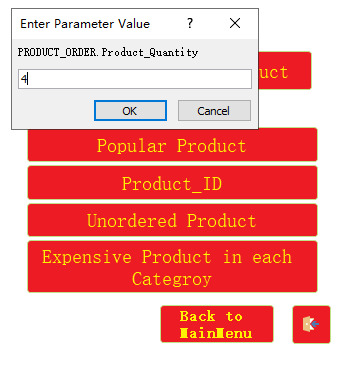 Enter Parameter Value
PRODUCT_ORDER.Product_Quantity
4
OK Cancel
Popular Product
Product_ID
Unordered Product
Expensive Product in each
Categroy
Back to
MainMenu